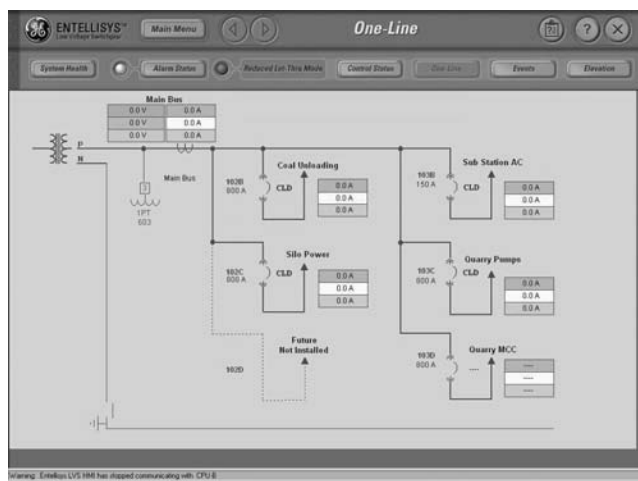 ENTELLISYS™
Low Voltage Switchgear
Main Menu
One-Line
?
System Health
Alarm Status
Reduced Let-Thru Mode
Control Status
One-Line
Events
Elevation
Main Bus
0.0 V 0.0 A
0.0 V 0.0 A
0.0 V 0.0 A
P
N
Main Bus
3
1PT
603
Coal Unloading
102B
800 A
CLD
0.0 A
0.0 A
0.0 A
Sub Station AC
103B
150 A
CLD
0.0 A
0.0 A
0.0 A
Silo Power
102C
800 A
CLD
0.0 A
0.0 A
0.0 A
Quarry Pumps
103C
800 A
CLD
0.0 A
0.0 A
0.0 A
Future
Not Installed
102D
Quarry MCC
103D
800 A
----
----
----
----
Warning: Entellisys LVS HMI has stopped communicating with CPU B